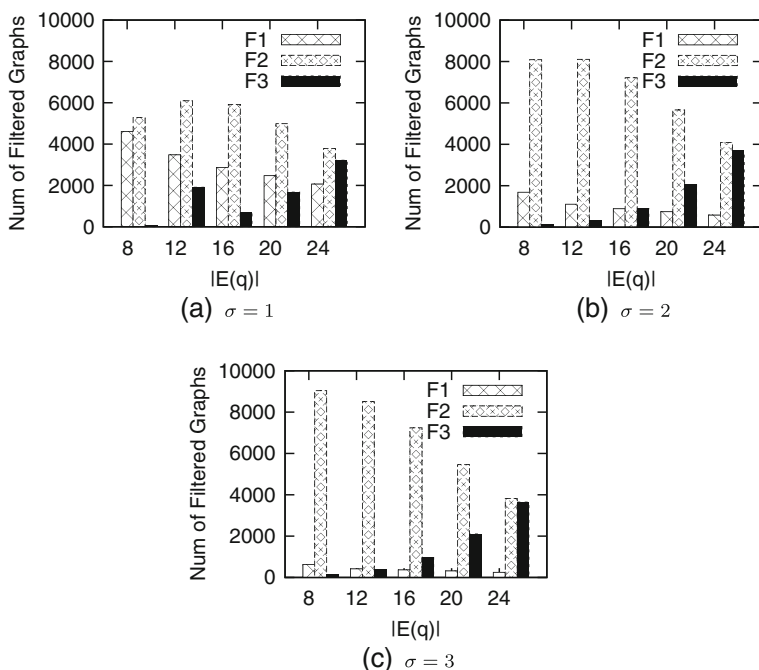 Num of Filtered Graphs
10000
8000
6000
4000
2000
0
F1
F2
F3
8 12 16 20 24
|E(q)|
(a) σ = 1
Num of Filtered Graphs
10000
8000
6000
4000
2000
0
F1
F2
F3
8 12 16 20 24
|E(q)|
(b) σ = 2
Num of Filtered Graphs
10000
8000
6000
4000
2000
0
F1
F2
F3
8 12 16 20 24
|E(q)|
(c) σ = 3